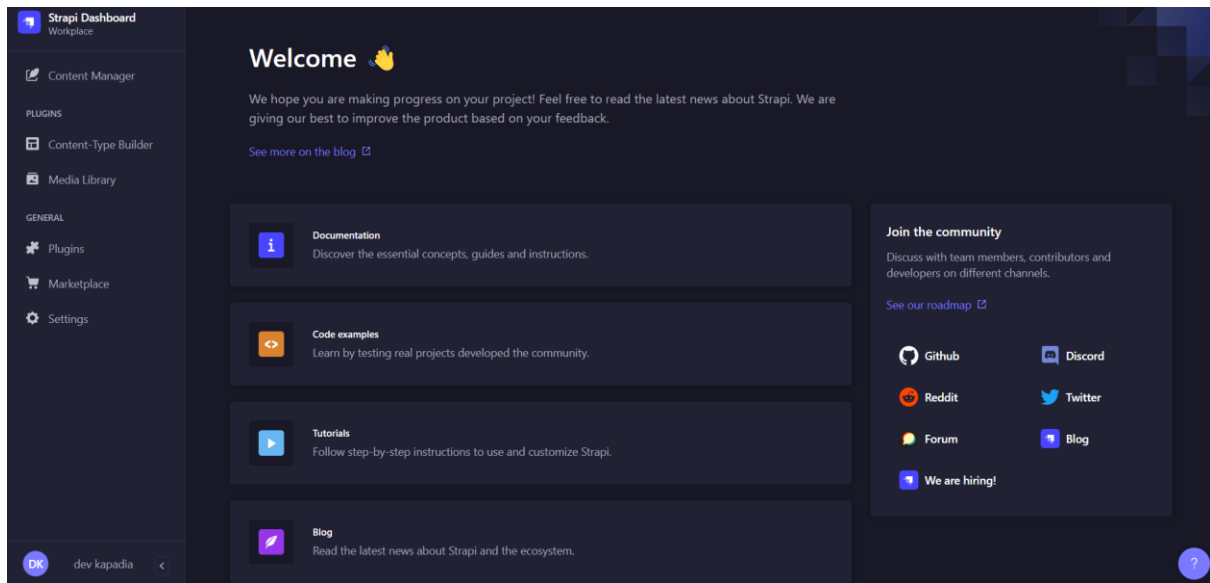 Strapi Dashboard
Workplace
Content Manager
PLUGINS
Content-Type Builder
Media Library
GENERAL
Plugins
Marketplace
Settings
DK
dev kapadia
Welcome
We hope you are making progress on your project! Feel free to read the latest news about Strapi. We are
giving our best to improve the product based on your feedback.
See more on the blog
i
Documentation
Discover the essential concepts, guides and instructions.
<>
Code examples
Learn by testing real projects developed the community.
Tutorials
Follow step-by-step instructions to use and customize Strapi.
Blog
Read the latest news about Strapi and the ecosystem.
Join the community
Discuss with team members, contributors and
developers on different channels.
See our roadmap
Github
Discord
Reddit
Twitter
Forum
Blog
We are hiring!
?